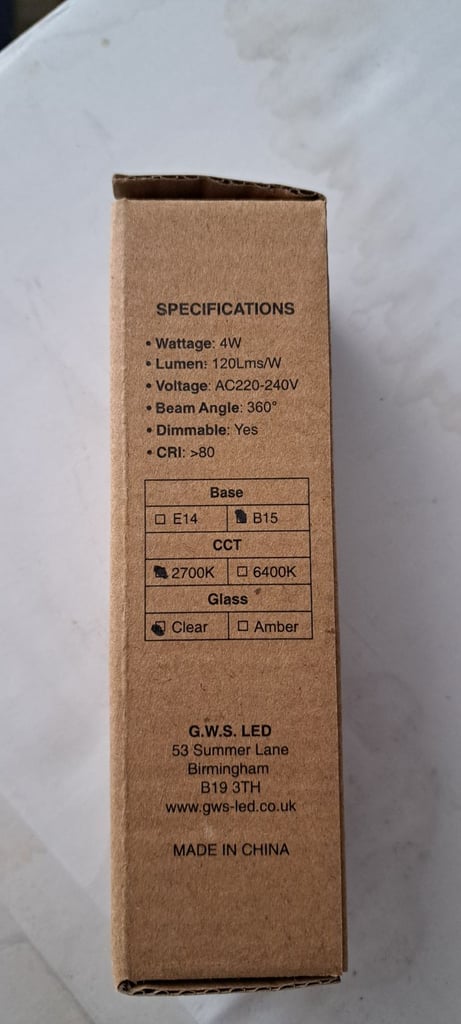 SPECIFICATIONS
• Wattage: 4W
• Lumen: 120Lms/W
• Voltage: AC220-240V
• Beam Angle: 360°
• Dimmable: Yes
• CRI: >80
Base
E14 B15
CCT
2700K 6400K
Glass
Clear Amber
G.W.S. LED
53 Summer Lane
Birmingham
B19 3TH
www.gws-led.co.uk
MADE IN CHINA